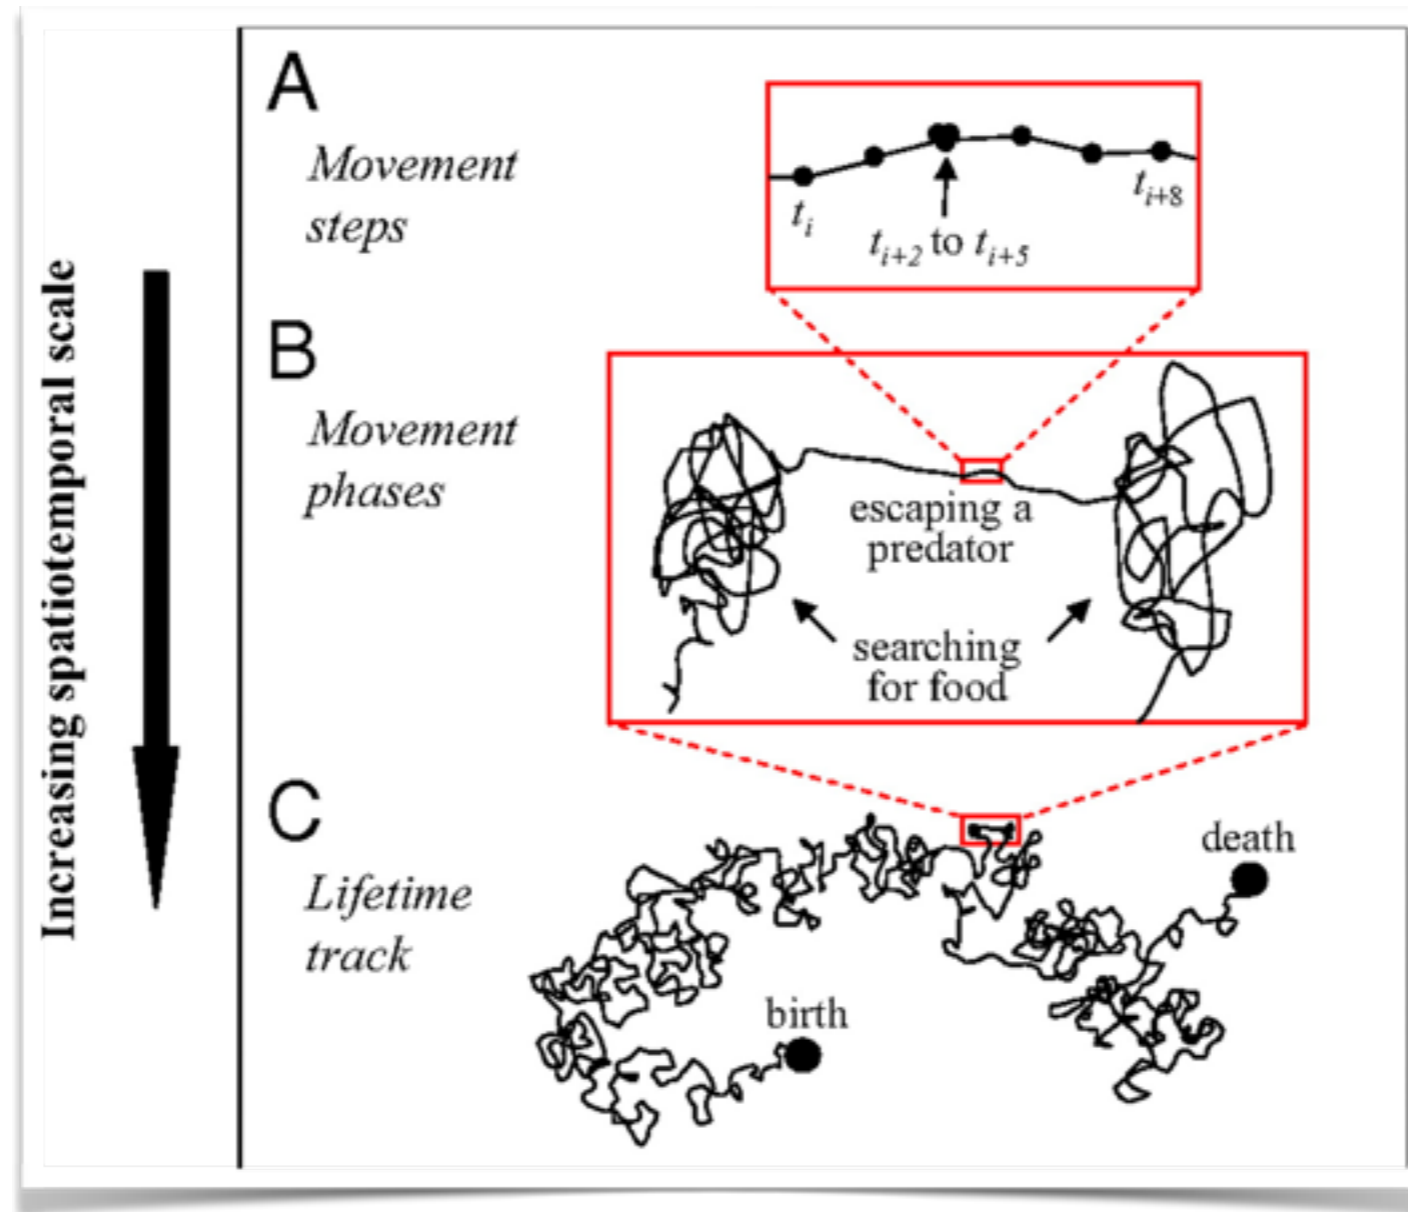 Increasing spatiotemporal scale
A
Movement
steps
t_i
t_{i+2} to t_{i+5}
t_{i+8}
B
Movement
phases
escaping a
predator
searching
for food
C
Lifetime
track
birth
death